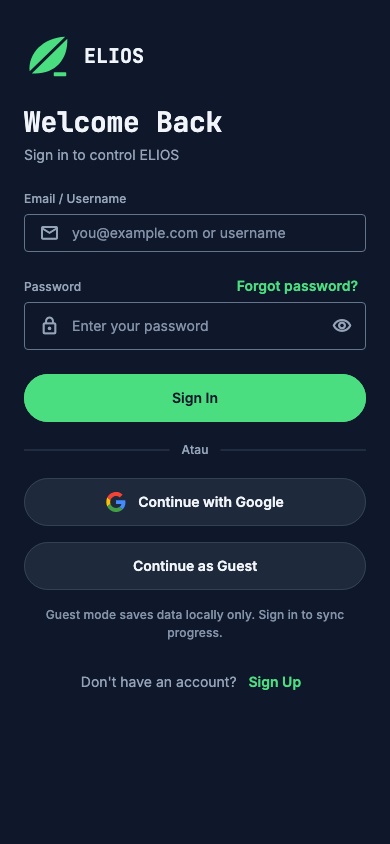 ELIOS
Welcome Back
Sign in to control ELIOS
Email / Username
you@example.com or username
Password
Forgot password?
Enter your password
Sign In
Atau
Continue with Google
Continue as Guest
Guest mode saves data locally only. Sign in to sync
progress.
Don't have an account? Sign Up